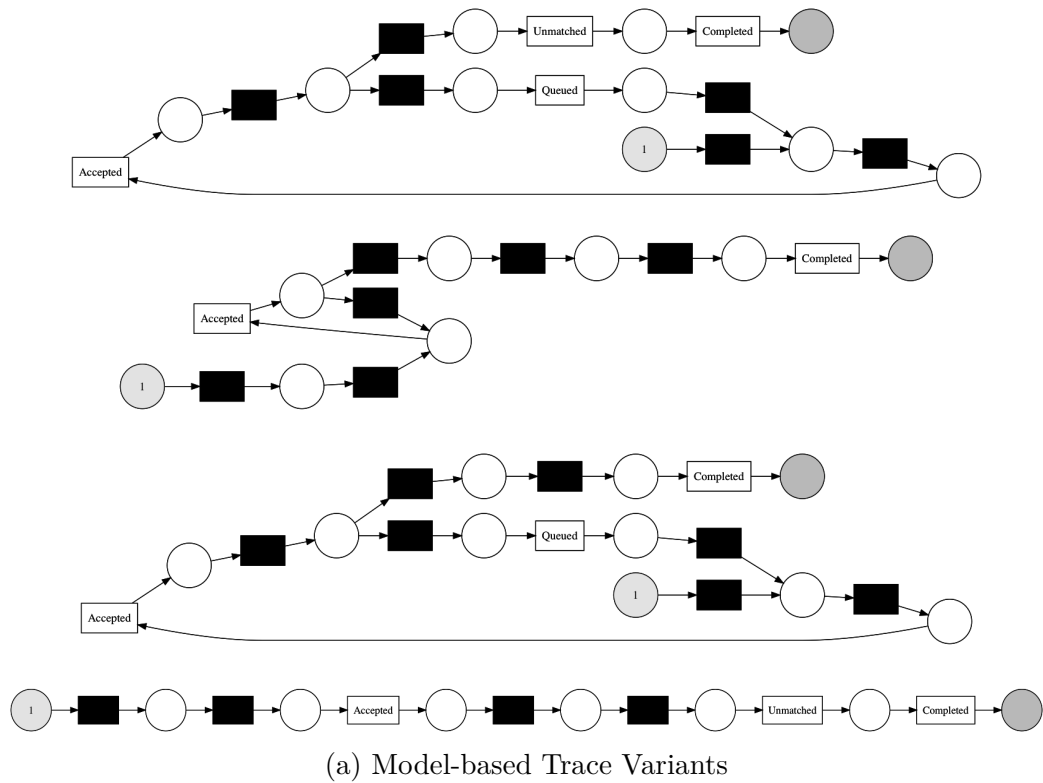 Unmatched
Completed
Queued
1
Accepted
Completed
Accepted
1
Completed
Queued
1
Accepted
1
Accepted
Unmatched
Completed
(a) Model-based Trace Variants